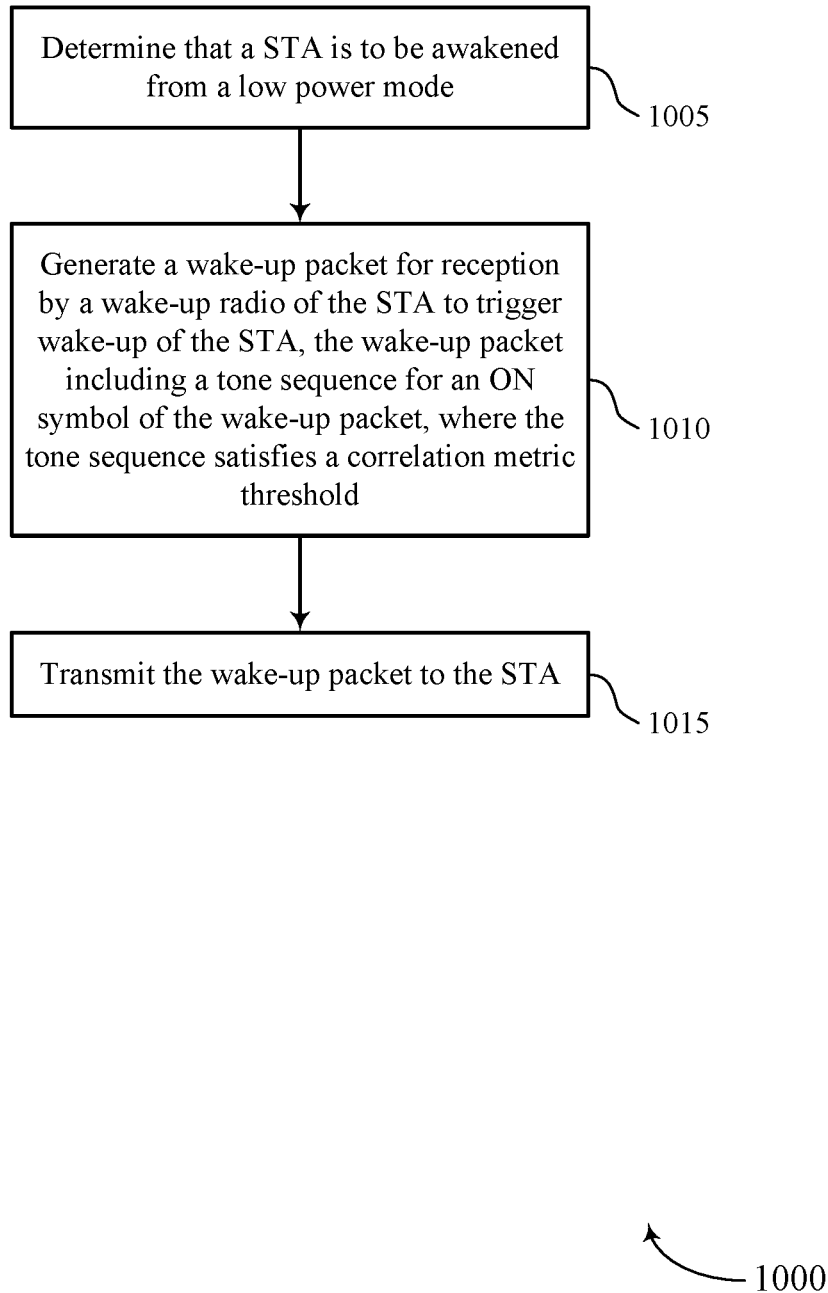 Determine that a STA is to be awakened
from a low power mode
1005
Generate a wake-up packet for reception
by a wake-up radio of the STA to trigger
wake-up of the STA, the wake-up packet
including a tone sequence for an ON
symbol of the wake-up packet, where the
tone sequence satisfies a correlation metric
threshold
1010
Transmit the wake-up packet to the STA
1015
1000